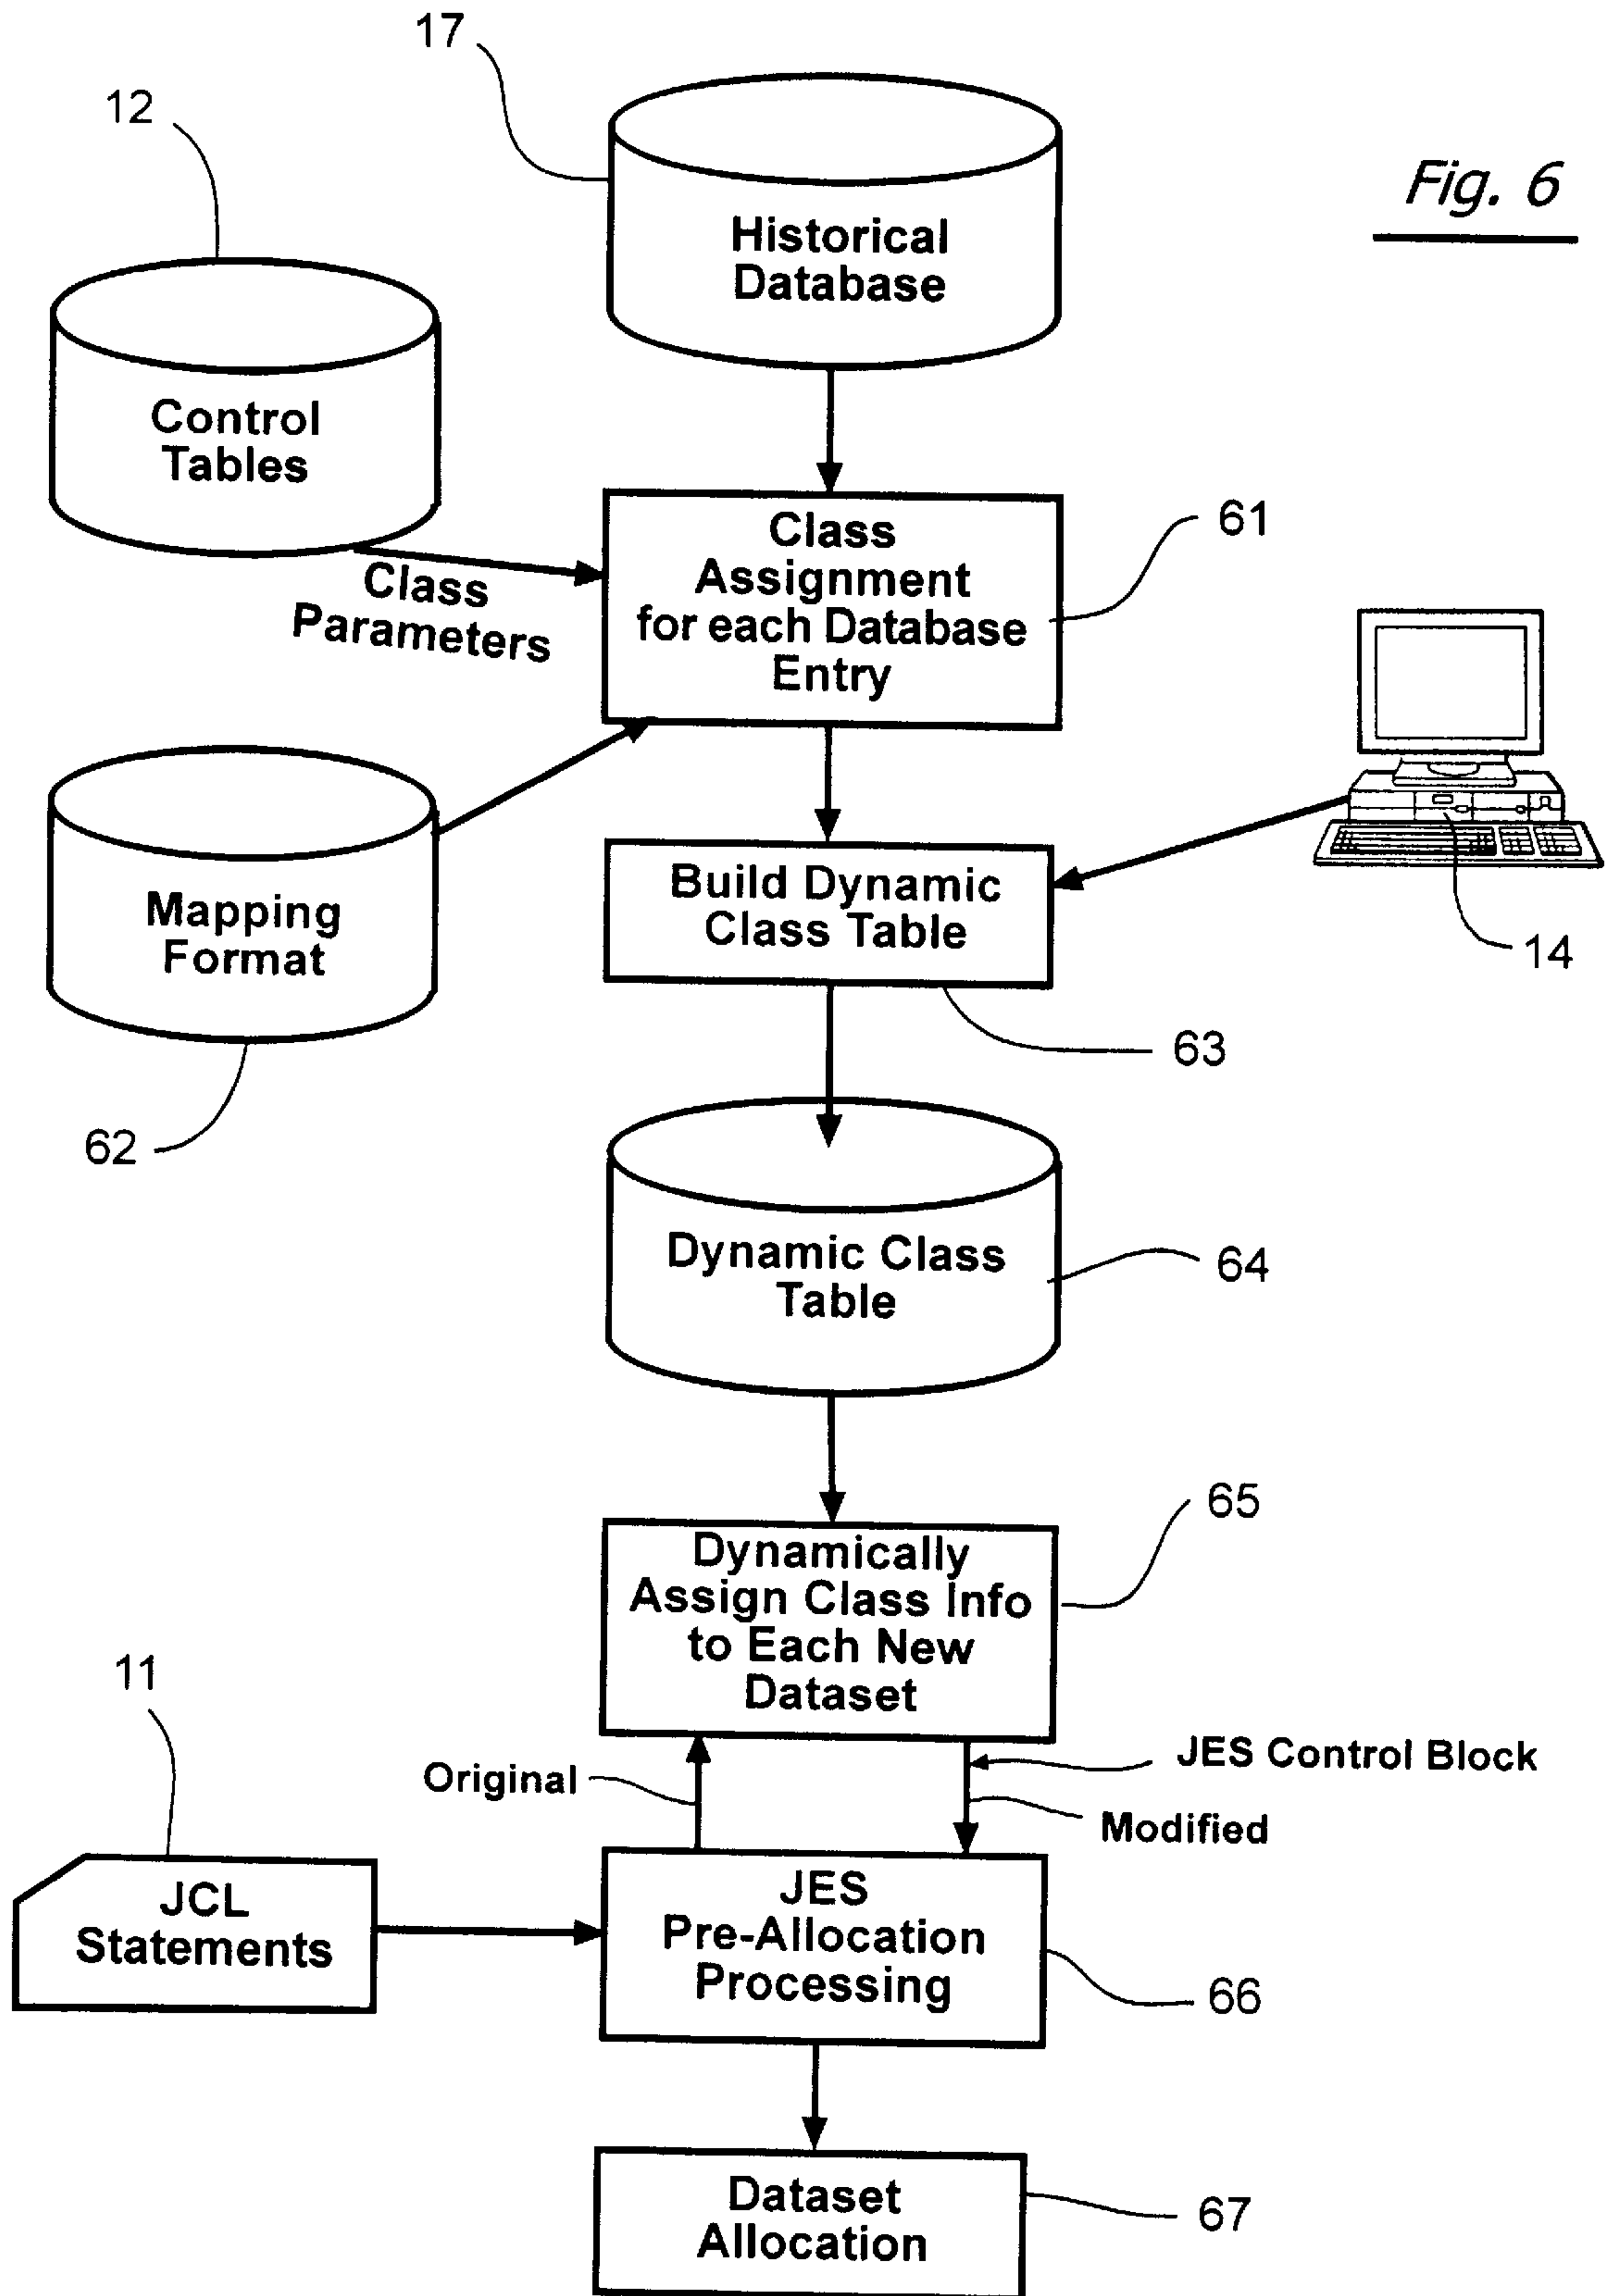 17
12
Fig. 6
Historical
Database
Control
Tables
Class
Parameters
Class
Assignment
for each Database
Entry
61
Mapping
Format
62
Build Dynamic
Class Table
14
63
Dynamic Class
Table
64
Dynamically
Assign Class Info
to Each New
Dataset
65
11
Original
JES Control Block
Modified
JCL
Statements
JES
Pre-Allocation
Processing
66
Dataset
Allocation
67